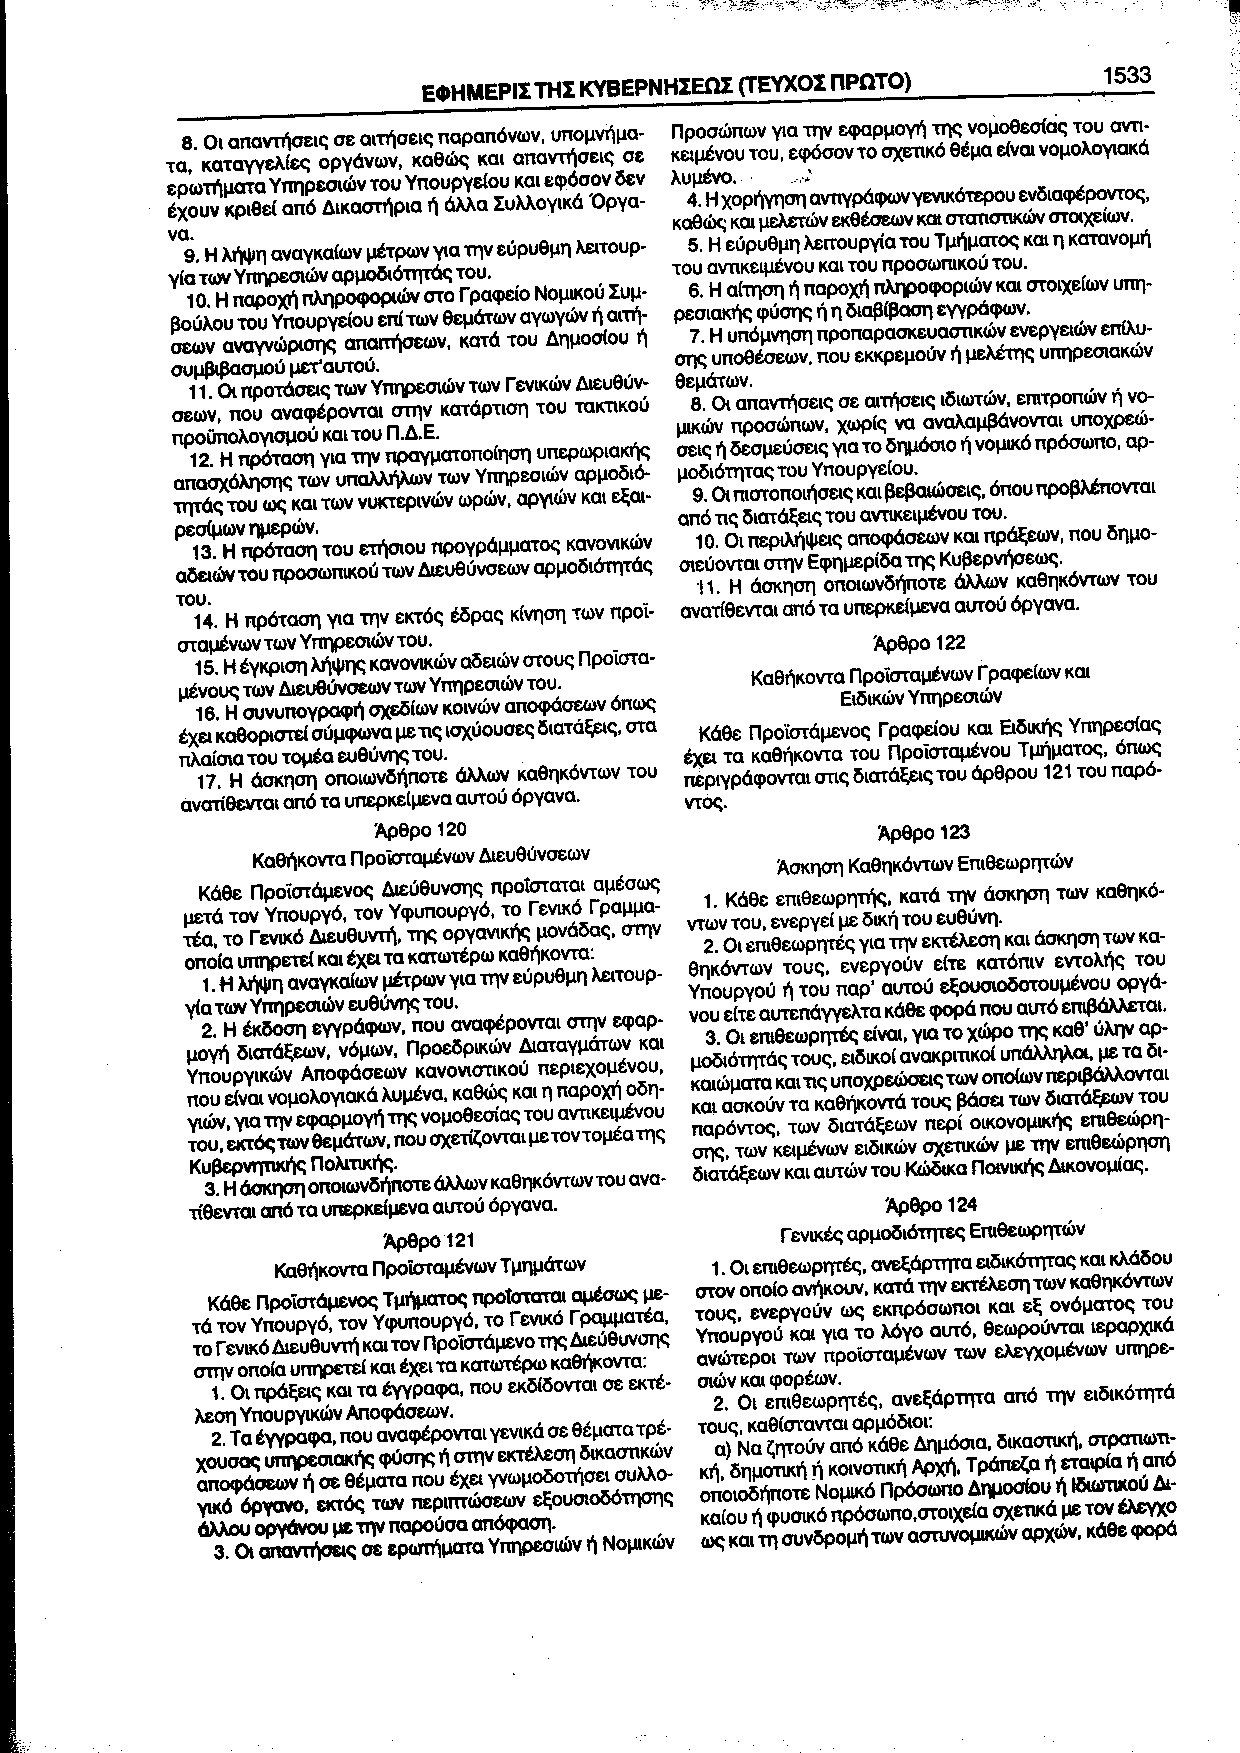 ΕΦΗΜΕΡΙΣ ΤΗΣ ΚΥΒΕΡΝΗΣΕΩΣ (ΤΕΥΧΟΣ ΠΡΩΤΟ)
1533
8. Οι απαντήσεις σε αιτήσεις παραπόνων, υπομνήμα-
τα, καταγγελίες οργάνων, καθώς και απαντήσεις σε
ερωτήματα Υπηρεσιών του Υπουργείου και εφόσον δεν
έχουν κριθεί από Δικαστήρια ή άλλα Συλλογικά Όργα-
να.
9. Η λήψη αναγκαίων μέτρων για την εύρυθμη λειτουρ-
γία των Υπηρεσιών αρμοδιότητάς του.
10. Η παροχή πληροφοριών στο Γραφείο Νομικού Συμ-
βούλου του Υπουργείου επί των θεμάτων αγωγών ή αιτή-
σεων αναγνώρισης απαιτήσεων, κατά του Δημοσίου ή
συμβιβασμού μετ'αυτού.
11. Οι προτάσεις των Υπηρεσιών των Γενικών Διευθύν-
σεων, που αναφέρονται στην κατάρτιση του τακτικού
προϋπολογισμού και του Π.Δ.Ε.
12. Η πρόταση για την πραγματοποίηση υπερωριακής
απασχόλησης των υπαλλήλων των Υπηρεσιών αρμοδιό-
τητάς του ως και των νυκτερινών ωρών, αργιών και εξαι-
ρεσίμων ημερών.
13. Η πρόταση του ετήσιου προγράμματος κανονικών
αδειών του προσωπικού των Διευθύνσεων αρμοδιότητάς
του.
14. Η πρόταση για την εκτός έδρας κίνηση των προϊ-
σταμένων των Υπηρεσιών του.
15. Η έγκριση λήψης κανονικών αδειών στους Προϊστα-
μένους των Διευθύνσεων των Υπηρεσιών του.
16. Η συνυπογραφή σχεδίων κοινών αποφάσεων όπως
έχει καθοριστεί σύμφωνα με τις ισχύουσες διατάξεις, στα
πλαίσια του τομέα ευθύνης του.
17. Η άσκηση οποιωνδήποτε άλλων καθηκόντων του
ανατίθενται από τα υπερκείμενα αυτού όργανα.
Άρθρο 120
Καθήκοντα Προϊσταμένων Διευθύνσεων
Κάθε Προϊστάμενος Διεύθυνσης προΐσταται αμέσως
μετά τον Υπουργό, τον Υφυπουργό, το Γενικό Γραμμα-
τέα, το Γενικό Διευθυντή, της οργανικής μονάδας, στην
οποία υπηρετεί και έχει τα κατωτέρω καθήκοντα:
1. Η λήψη αναγκαίων μέτρων για την εύρυθμη λειτουρ-
γία των Υπηρεσιών ευθύνης του.
2. Η έκδοση εγγράφων, που αναφέρονται στην εφαρ-
μογή διατάξεων, νόμων, Προεδρικών Διαταγμάτων και
Υπουργικών Αποφάσεων κανονιστικού περιεχομένου,
που είναι νομολογιακά λυμένα, καθώς και η παροχή οδη-
γιών, για την εφαρμογή της νομοθεσίας του αντικειμένου
του, εκτός των θεμάτων, που σχετίζονται με τον τομέα της
Κυβερνητικής Πολιτικής.
3. Η άσκηση οποιωνδήποτε άλλων καθηκόντων του ανα-
τίθενται από τα υπερκείμενα αυτού όργανα.
Άρθρο 121
Καθήκοντα Προϊσταμένων Τμημάτων
Κάθε Προϊστάμενος Τμήματος προΐσταται αμέσως με-
τά τον Υπουργό, τον Υφυπουργό, το Γενικό Γραμματέα,
το Γενικό Διευθυντή και τον Προϊστάμενο της Διεύθυνσης
στην οποία υπηρετεί και έχει τα κατωτέρω καθήκοντα:
1. Οι πράξεις και τα έγγραφα, που εκδίδονται σε εκτέ-
λεση Υπουργικών Αποφάσεων.
2. Τα έγγραφα, που αναφέρονται γενικά σε θέματα τρέ-
χουσας υπηρεσιακής φύσης ή στην εκτέλεση δικαστικών
αποφάσεων ή σε θέματα που έχει γνωμοδοτήσει συλλο-
γικό όργανο, εκτός των περιπτώσεων εξουσιοδότησης
άλλου οργάνου με την παρούσα απόφαση.
3. Οι απαντήσεις σε ερωτήματα Υπηρεσιών ή Νομικών
Προσώπων για την εφαρμογή της νομοθεσίας του αντι-
κειμένου του, εφόσον το σχετικό θέμα είναι νομολογιακά
λυμένο.
4. Η χορήγηση αντιγράφων γενικότερου ενδιαφέροντος,
καθώς και μελετών εκθέσεων και στατιστικών στοιχείων.
5. Η εύρυθμη λειτουργία του Τμήματος και η κατανομή
του αντικειμένου και του προσωπικού του.
6. Η αίτηση ή παροχή πληροφοριών και στοιχείων υπη-
ρεσιακής φύσης ή η διαβίβαση εγγράφων.
7. Η υπόμνηση προπαρασκευαστικών ενεργειών επίλυ-
σης υποθέσεων, που εκκρεμούν ή μελέτης υπηρεσιακών
θεμάτων.
8. Οι απαντήσεις σε αιτήσεις ιδιωτών, επιτροπών ή νο-
μικών προσώπων, χωρίς να αναλαμβάνονται υποχρεώ-
σεις ή δεσμεύσεις για το δημόσιο ή νομικό πρόσωπο, αρ-
μοδιότητας του Υπουργείου.
9. Οι πιστοποιήσεις και βεβαιώσεις, όπου προβλέπονται
από τις διατάξεις του αντικειμένου του.
10. Οι περιλήψεις αποφάσεων και πράξεων, που δημο-
σιεύονται στην Εφημερίδα της Κυβερνήσεως.
11. Η άσκηση οποιωνδήποτε άλλων καθηκόντων του
ανατίθενται από τα υπερκείμενα αυτού όργανα.
Άρθρο 122
Καθήκοντα Προϊσταμένων Γραφείων και
Ειδικών Υπηρεσιών
Κάθε Προϊστάμενος Γραφείου και Ειδικής Υπηρεσίας
έχει τα καθήκοντα του Προϊσταμένου Τμήματος, όπως
περιγράφονται στις διατάξεις του άρθρου 121 του παρό-
ντος.
Άρθρο 123
Άσκηση Καθηκόντων Επιθεωρητών
1. Κάθε επιθεωρητής, κατά την άσκηση των καθηκό-
ντων του, ενεργεί με δική του ευθύνη.
2. Οι επιθεωρητές για την εκτέλεση και άσκηση των κα-
θηκόντων τους, ενεργούν είτε κατόπιν εντολής του
Υπουργού ή του παρ' αυτού εξουσιοδοτουμένου οργά-
νου είτε αυτεπάγγελτα κάθε φορά που αυτό επιβάλλεται.
3. Οι επιθεωρητές είναι, για το χώρο της καθ' ύλην αρ-
μοδιότητάς τους, ειδικοί ανακριτικοί υπάλληλοι, με τα δι-
καιώματα και τις υποχρεώσεις των οποίων περιβάλλονται
και ασκούν τα καθήκοντά τους βάσει των διατάξεων του
παρόντος, των διατάξεων περί οικονομικής επιθεώρη-
σης, των κειμένων ειδικών σχετικών με την επιθεώρηση
διατάξεων και αυτών του Κώδικα Ποινικής Δικονομίας.
Άρθρο 124
Γενικές αρμοδιότητες Επιθεωρητών
1. Οι επιθεωρητές, ανεξάρτητα ειδικότητας και κλάδου
στον οποίο ανήκουν, κατά την εκτέλεση των καθηκόντων
τους, ενεργούν ως εκπρόσωποι και εξ ονόματος του
Υπουργού και για το λόγο αυτό, θεωρούνται ιεραρχικά
ανώτεροι των προϊσταμένων των ελεγχομένων υπηρε-
σιών και φορέων.
2. Οι επιθεωρητές, ανεξάρτητα από την ειδικότητά
τους, καθίστανται αρμόδιοι:
α) Να ζητούν από κάθε Δημόσια, δικαστική, στρατιωτι-
κή, δημοτική ή κοινοτική Αρχή, Τράπεζα ή εταιρία ή από
οποιοδήποτε Νομικό Πρόσωπο Δημοσίου ή Ιδιωτικού Δι-
καίου ή φυσικό πρόσωπο,στοιχεία σχετικά με τον έλεγχο
ως και τη συνδρομή των αστυνομικών αρχών, κάθε φορά